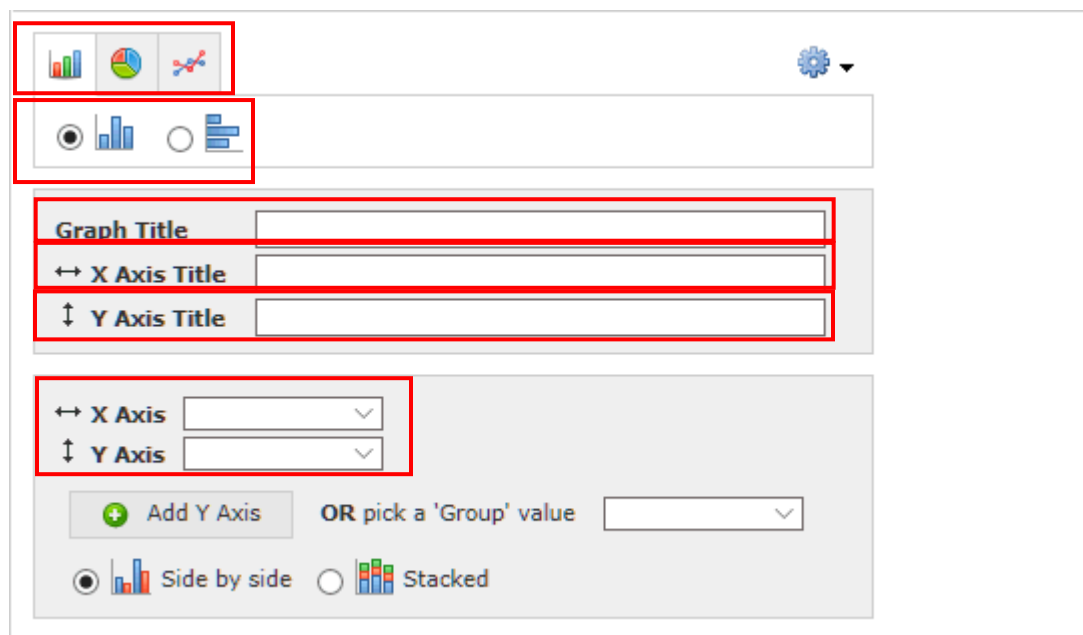 Graph Title
↔ X Axis Title
↕ Y Axis Title
↔ X Axis
↕ Y Axis
Add Y Axis OR pick a 'Group' value
Side by side Stacked